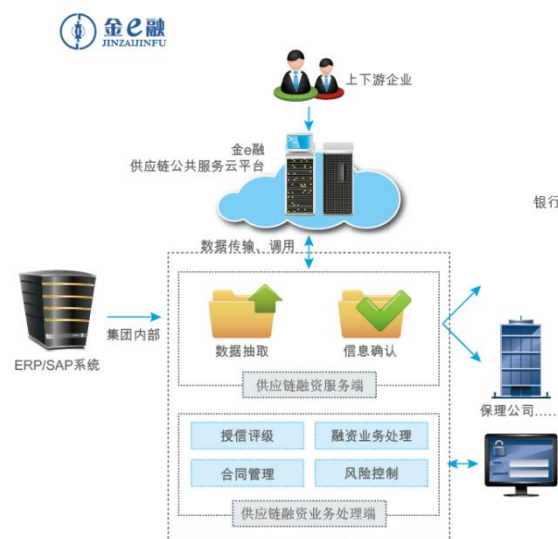 金e融
JINZAIJINFU
上下游企业
金e融
供应链公共服务云平台
银行
数据传输、调用
集团内部
ERP/SAP系统
数据抽取
信息确认
供应链融资服务端
保理公司......
授信评级
融资业务处理
合同管理
风险控制
供应链融资业务处理端